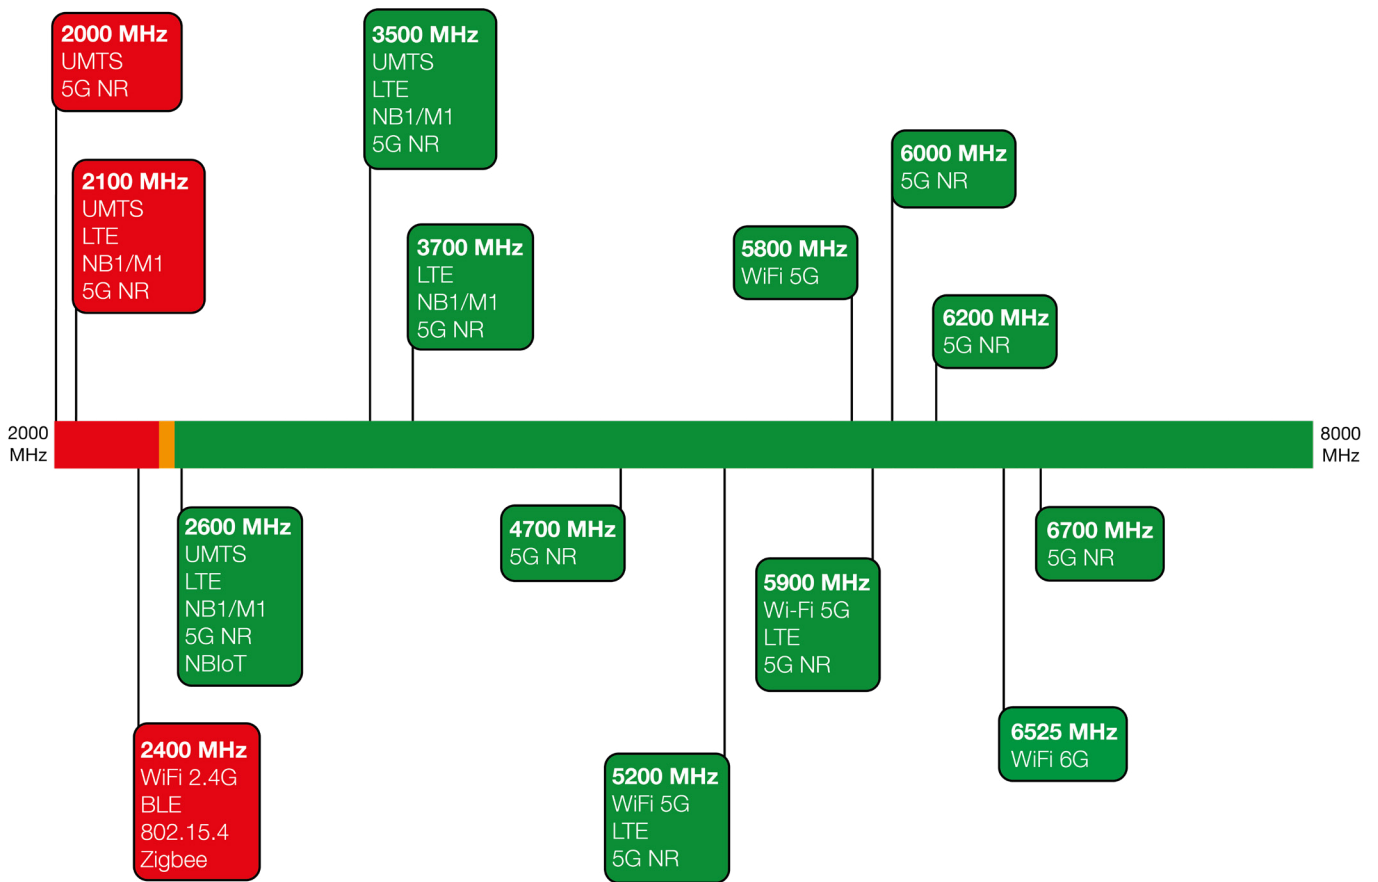 2000 MHz
UMTS
5G NR
2100 MHz
UMTS
LTE
NB1/M1
5G NR
3500 MHz
UMTS
LTE
NB1/M1
5G NR
3700 MHz
LTE
NB1/M1
5G NR
5800 MHz
WiFi 5G
6000 MHz
5G NR
6200 MHz
5G NR
2000
MHz
8000
MHz
2600 MHz
UMTS
LTE
NB1/M1
5G NR
NBIoT
2400 MHz
WiFi 2.4G
BLE
802.15.4
Zigbee
4700 MHz
5G NR
5200 MHz
WiFi 5G
LTE
5G NR
5900 MHz
Wi-Fi 5G
LTE
5G NR
6525 MHz
WiFi 6G
6700 MHz
5G NR